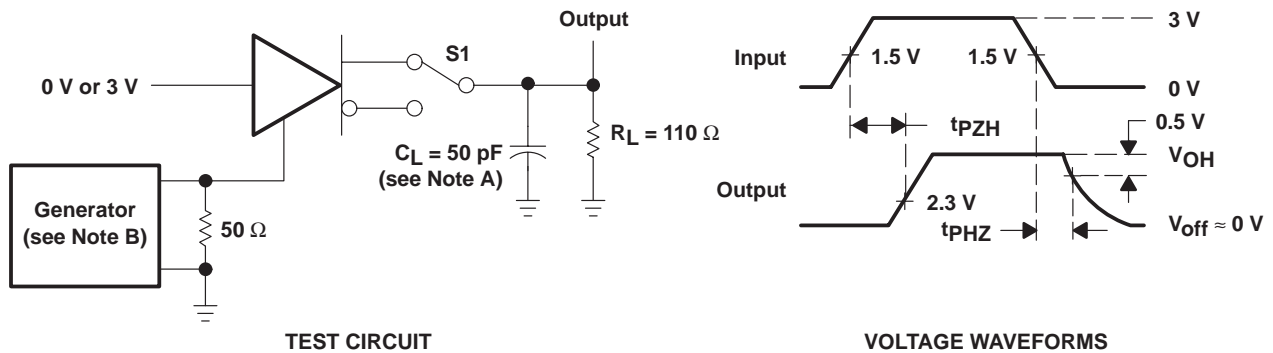 Output
S1
0 V or 3 V
RL = 110 Ω
CL = 50 pF
(see Note A)
Generator
(see Note B)
50 Ω
TEST CIRCUIT
3 V
Input
1.5 V
1.5 V
0 V
0.5 V
tPZH
VOH
Output
2.3 V
tPHZ
Voff ≈ 0 V
VOLTAGE WAVEFORMS